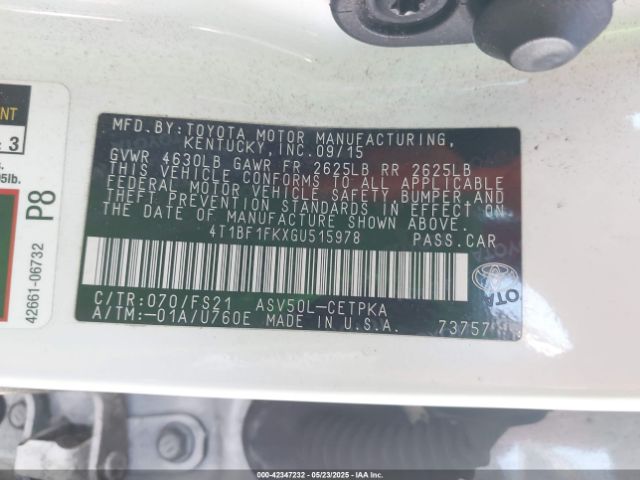 MFD.BY:TOYOTA MOTOR MANUFACTURING,
KENTUCKY, INC.09/15
GVWR 4630LB GAWR FR 2625LB RR 2625LB
THIS VEHICLE CONFORMS TO ALL APPLICABLE
FEDERAL MOTOR VEHICLE SAFETY, BUMPER, AND
THEFT PREVENTION STANDARDS IN EFFECT ON
THE DATE OF MANUFACTURE SHOWN ABOVE.
4T1BF1FKXGU515978 PASS.CAR
C/TR:070/FS21 ASV50L-CETPKA
A/TM:-01A/U760E MADE IN U.S.A.
73757
3
P8
42661-06732
000-42347232 - 05/23/2025 - IAAI.CA